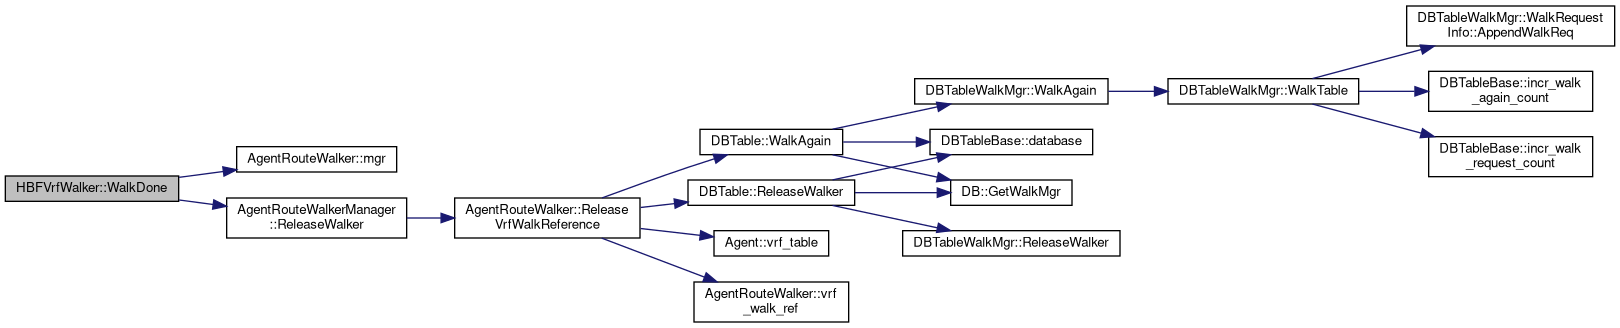 HBFVrfWalker::WalkDone
AgentRouteWalker::mgr
AgentRouteWalkerManager
::ReleaseWalker
AgentRouteWalker::Release
VrfWalkReference
DBTable::WalkAgain
DBTable::ReleaseWalker
Agent::vrf_table
AgentRouteWalker::vrf
_walk_ref
DBTableWalkMgr::WalkAgain
DBTableBase::database
DB::GetWalkMgr
DBTableWalkMgr::ReleaseWalker
DBTableWalkMgr::WalkTable
DBTableWalkMgr::WalkRequest
Info::AppendWalkReq
DBTableBase::incr_walk
_again_count
DBTableBase::incr_walk
_request_count